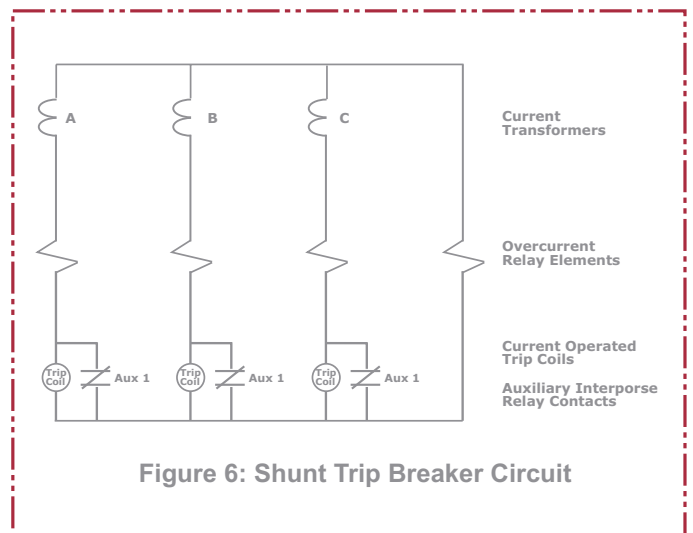 A
B
C
Current
Transformers
Overcurrent
Relay Elements
Current Operated
Trip Coils
Trip
Coil
Aux 1
Trip
Coil
Aux 1
Trip
Coil
Aux 1
Auxiliary Interporse
Relay Contacts
Figure 6: Shunt Trip Breaker Circuit